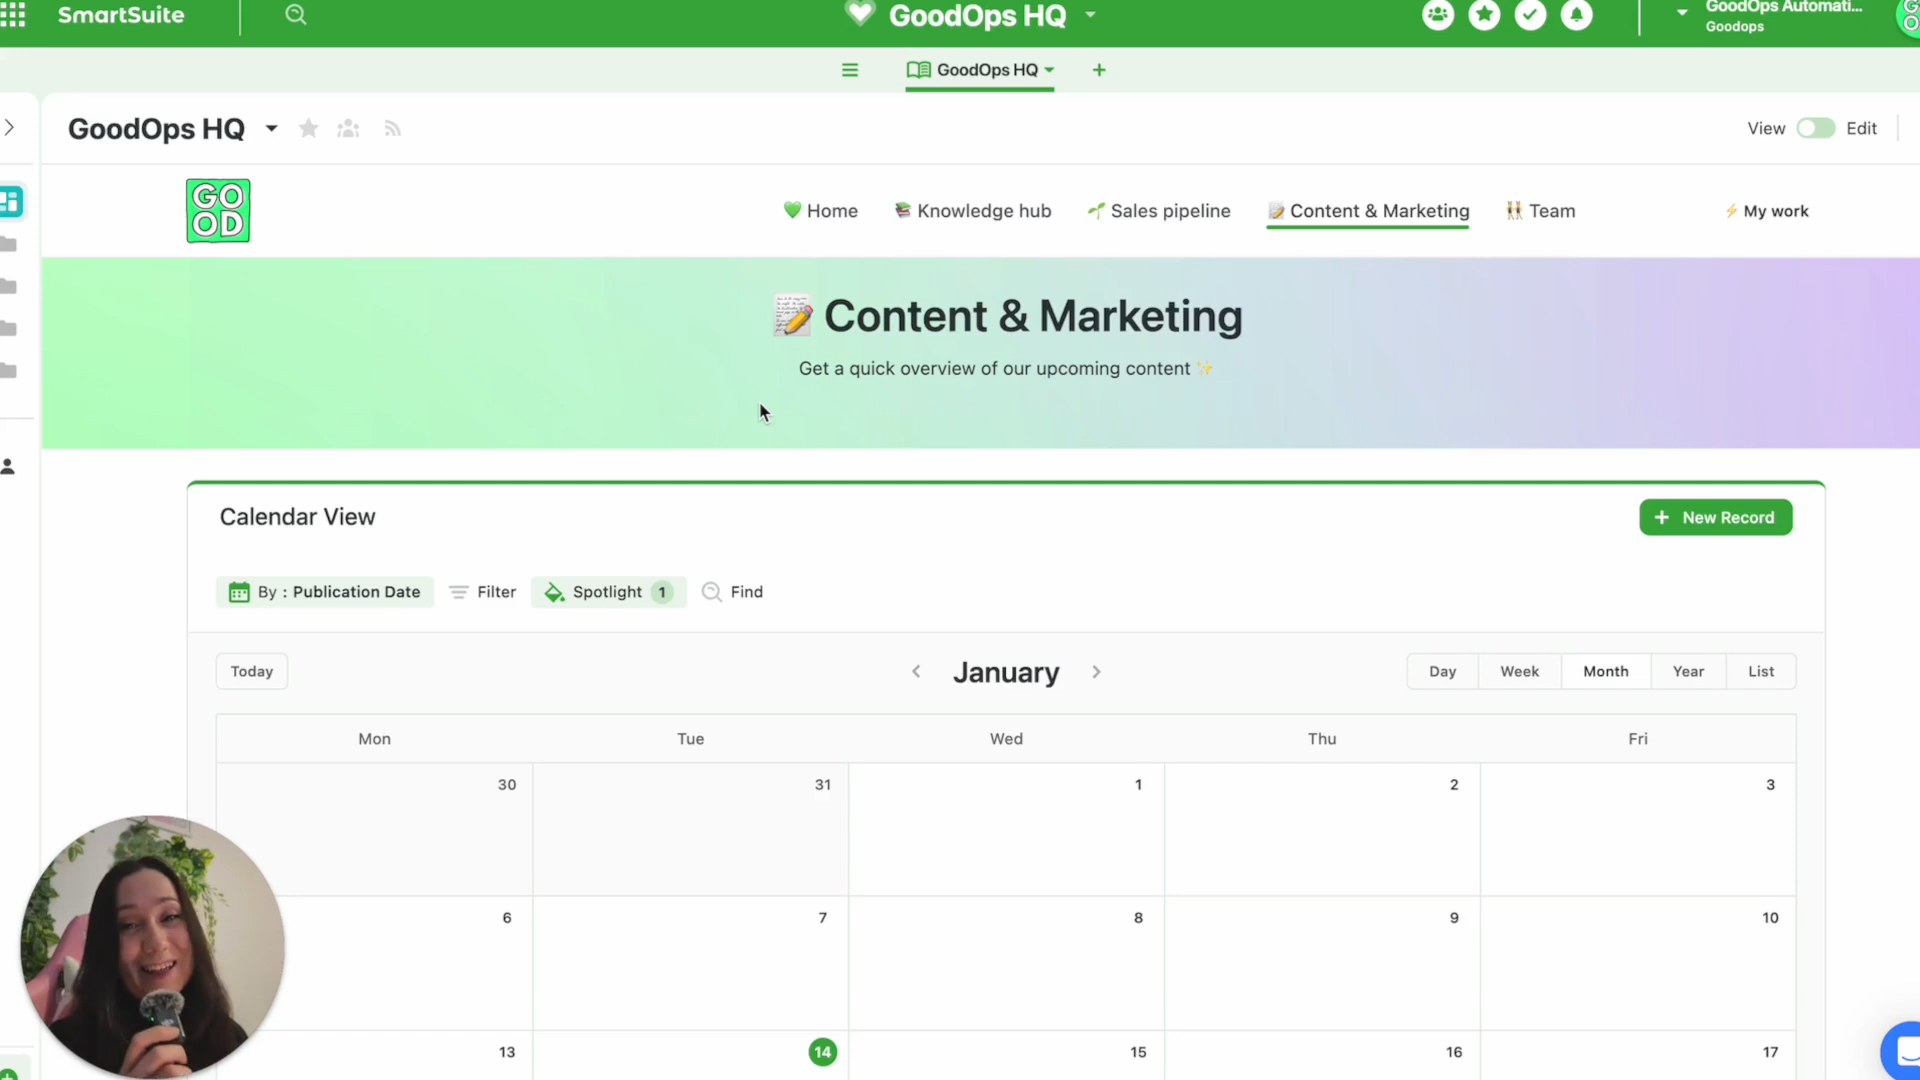 SmartSuite
GoodOps HQ
GoodOps Automati...
Goodops
GoodOps HQ
GoodOps HQ
View
Edit
GO
OD
Home
Knowledge hub
Sales pipeline
Content & Marketing
Team
My work
Content & Marketing
Get a quick overview of our upcoming content
Calendar View
New Record
By : Publication Date
Filter
Spotlight 1
Find
Today
January
Day
Week
Month
Year
List
Mon Tue Wed Thu Fri
30 31 1 2 3
6 7 8 9 10
13 14 15 16 17